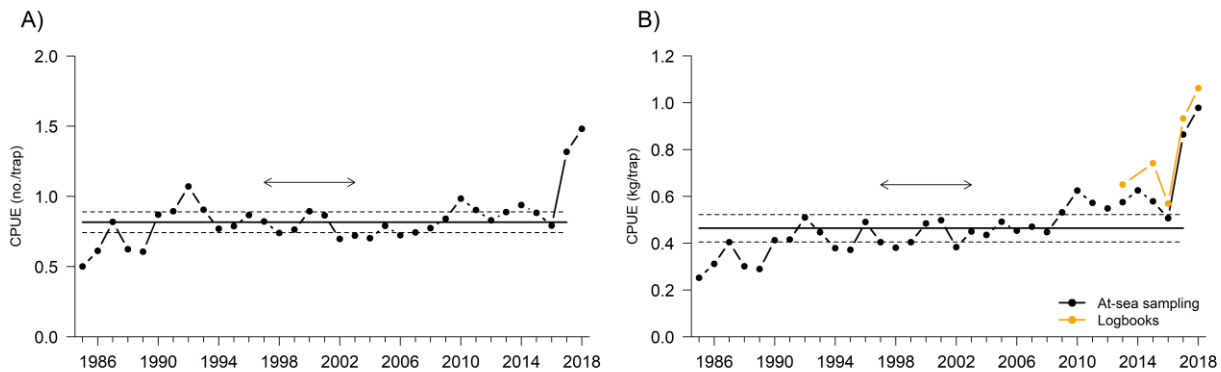 A)
CPUE (no./trap)
2.0
1.5
1.0
0.5
0.0
1986 1990 1994 1998 2002 2006 2010 2014 2018
B)
CPUE (kg/trap)
1.2
1.0
0.8
0.6
0.4
0.2
0.0
At-sea sampling
Logbooks
1986 1990 1994 1998 2002 2006 2010 2014 2018